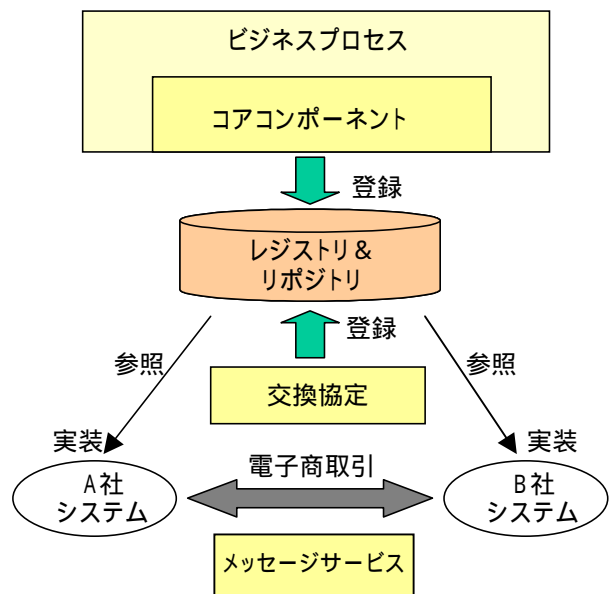 ビジネスプロセス
コアコンポーネント
登録
レジストリ&
リポジトリ
登録
参照
参照
交換協定
実装
実装
電子商取引
A社
システム
B社
システム
メッセージサービス